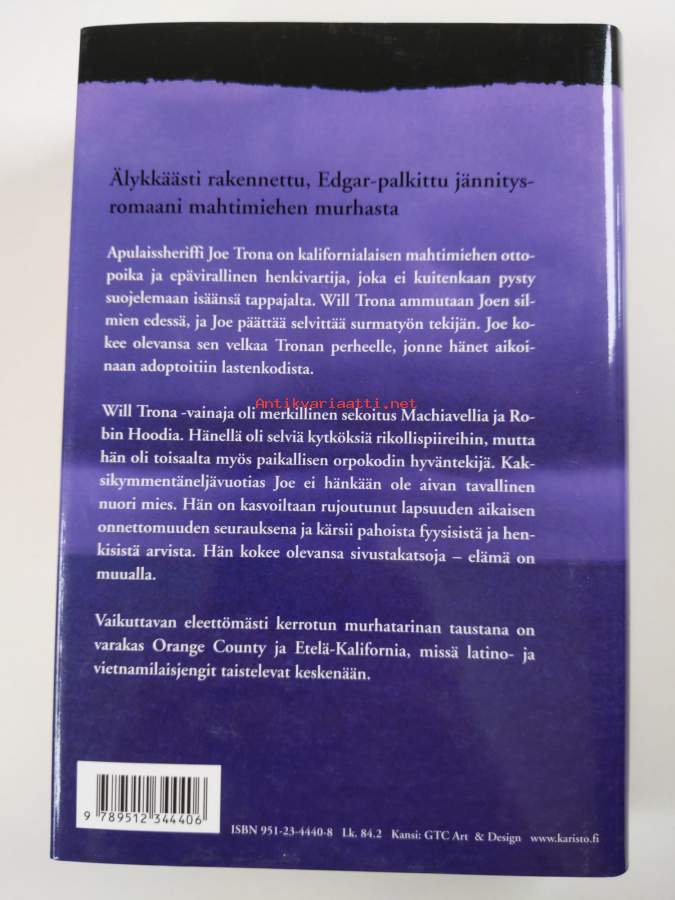 Älykkäästi rakennettu, Edgar-palkittu jännitys-
romaani mahtimiehen murhasta
Apulaissheriffi Joe Trona on kalifornialaisen mahtimiehen otto-
poika ja epävirallinen henkivartija, joka ei kuitenkaan pysty
suojelemaan isäänsä tappajalta. Will Trona ammutaan Joen sil-
mien edessä, ja Joe päättää selvittää surmatyön tekijän. Joe ko-
kee olevansa sen velkaa Tronan perheelle, jonne hänet aikoi-
naan adoptoitiin lastenkodista.
Antikvariaatti.net
Will Trona -vainaja oli merkillinen sekoitus Machiavellia ja Ro-
bin Hoodia. Hänellä oli selviä kytköksiä rikollispiireihin, mutta
hän oli toisaalta myös paikallisen orpokodin hyväntekijä. Kak-
sikymmentäneljävuotias Joe ei hänkään ole aivan tavallinen
nuori mies. Hän on kasvoiltaan rujoutunut lapsuuden aikaisen
onnettomuuden seurauksena ja kärsii pahoista fyysisistä ja hen-
kisistä arvista. Hän kokee olevansa sivustakatsoja – elämä on
muualla.
Vaikuttavan eleettömästi kerrotun murhatarinan taustana on
varakas Orange County ja Etelä-Kalifornia, missä latino- ja
vietnamilaisjengit taistelevat keskenään.
9 789512 344406
ISBN 951-23-4440-8 Lk. 84.2 Kansi: GTC Art & Design www.karisto.fi